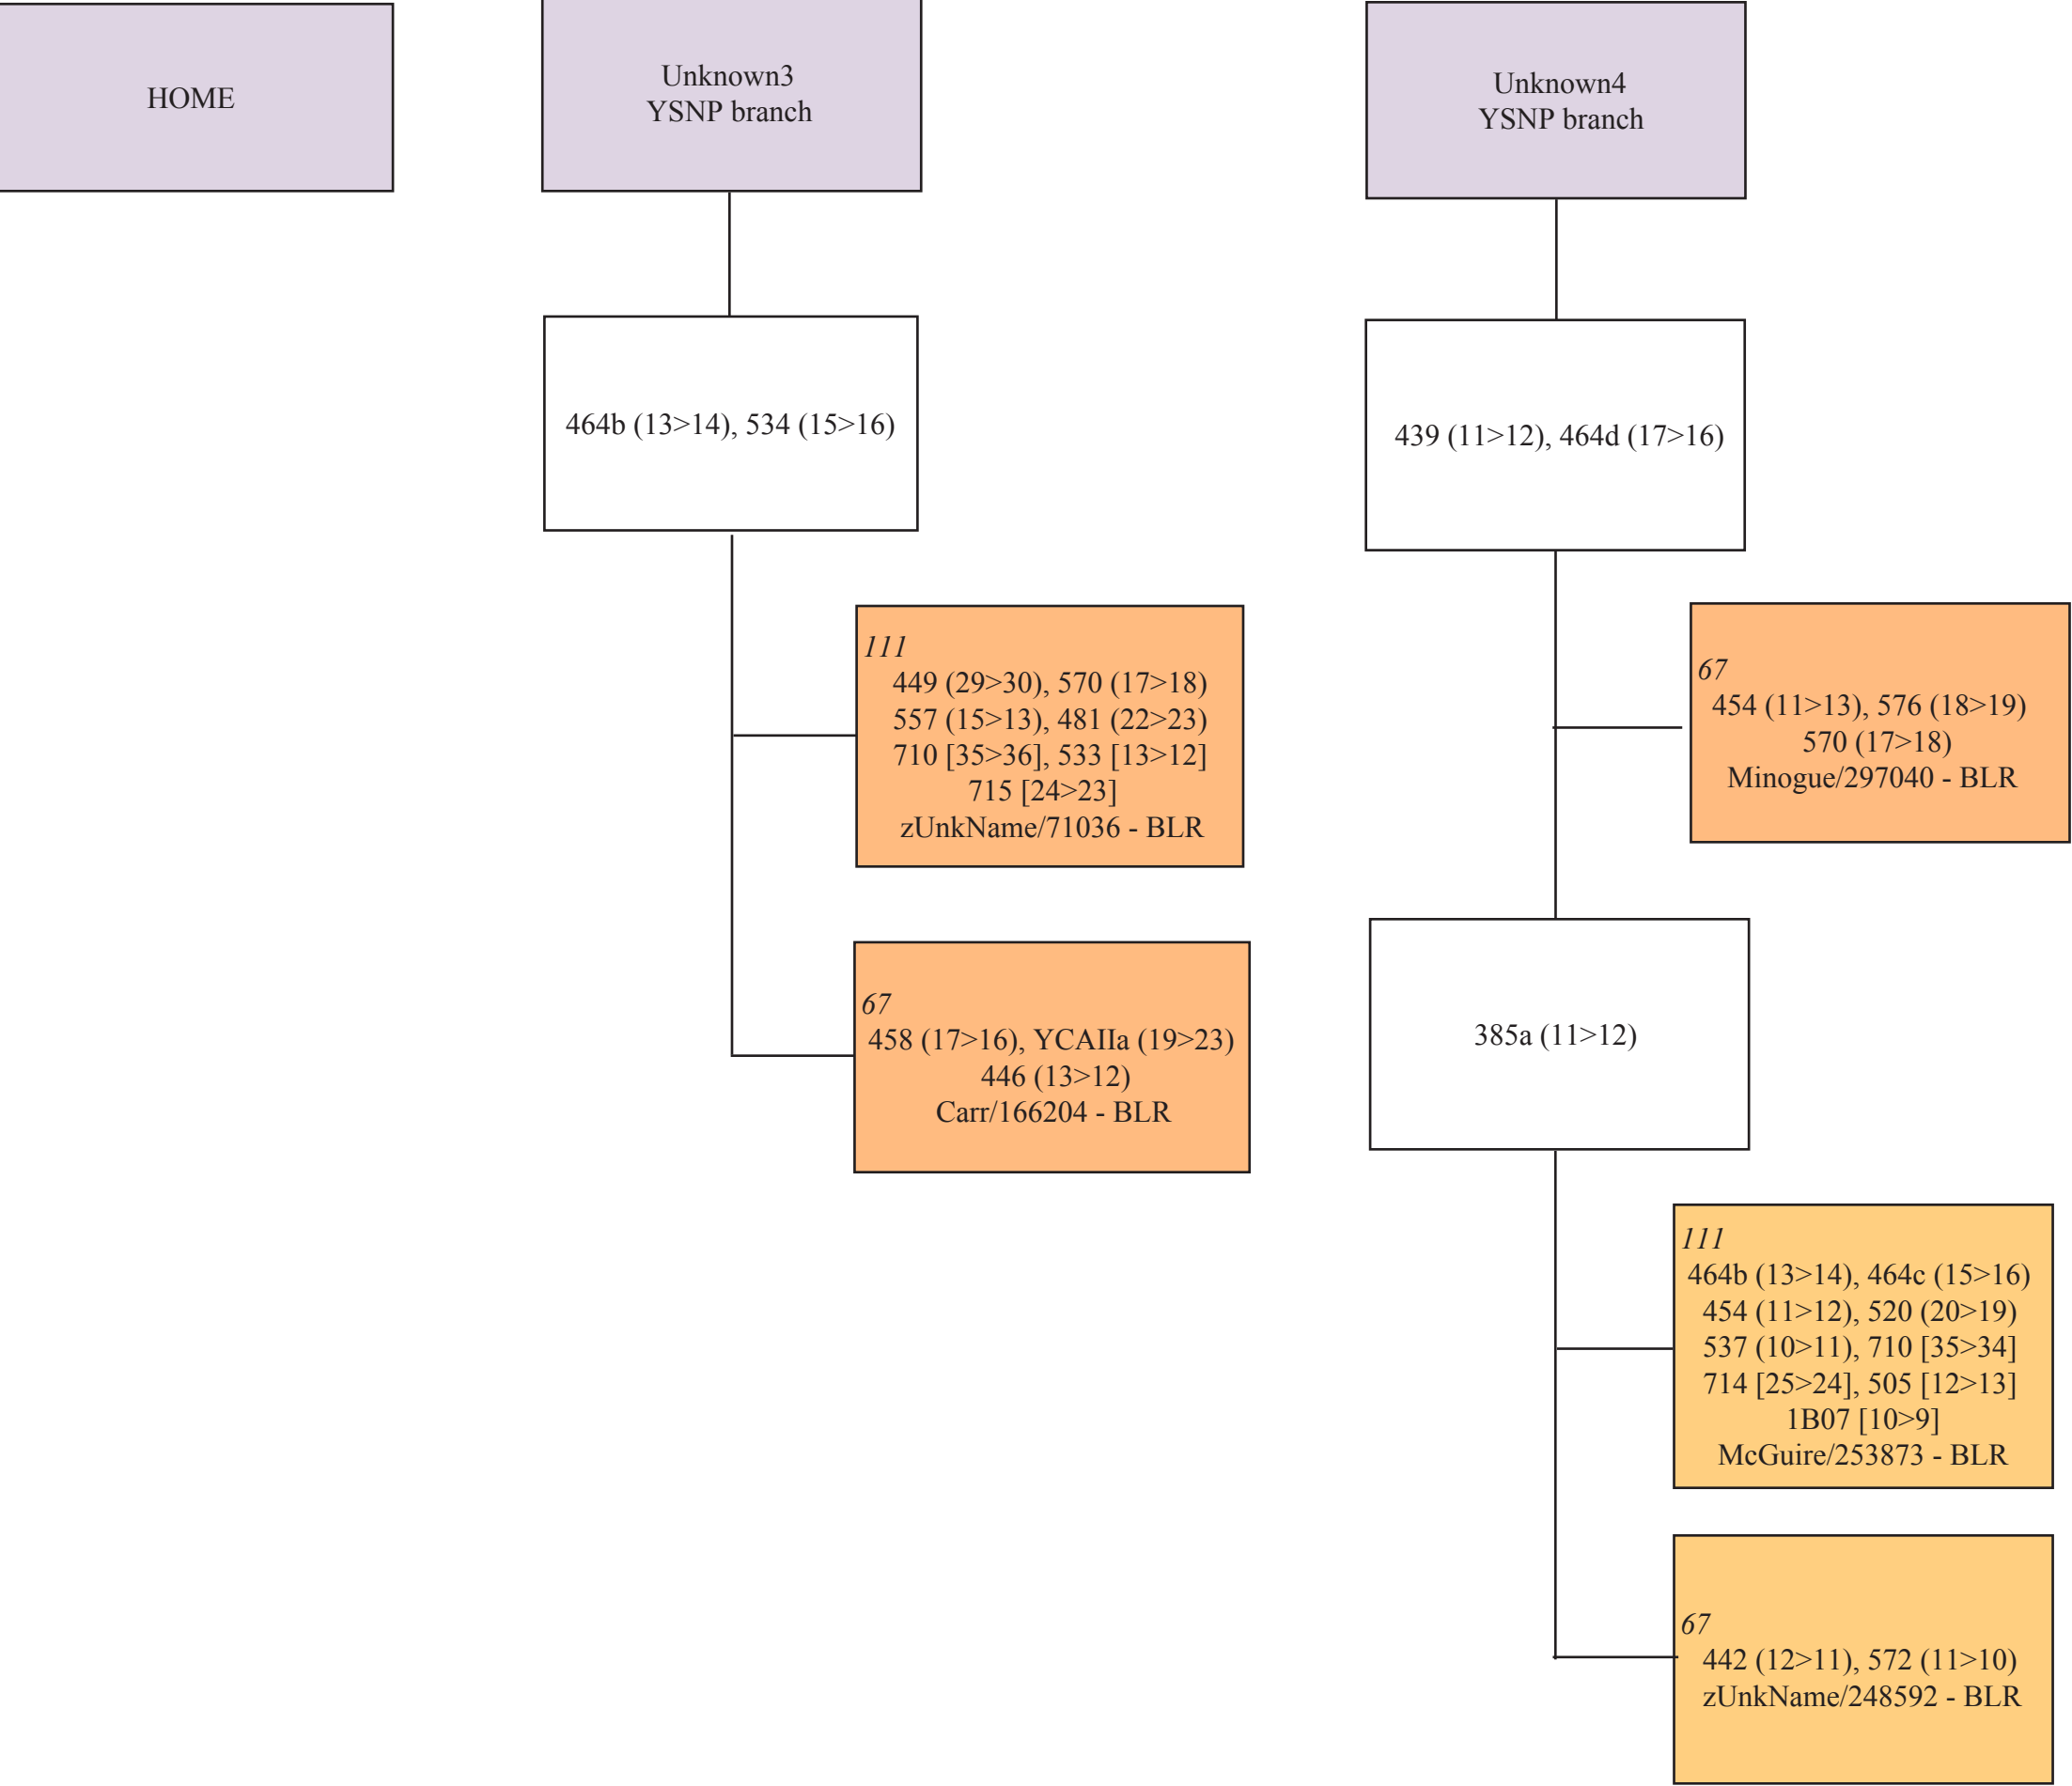 HOME
Unknown3
YSNP branch
464b (13>14), 534 (15>16)
111
449 (29>30), 570 (17>18)
557 (15>13), 481 (22>23)
710 [35>36], 533 [13>12]
715 [24>23]
zUnkName/71036 - BLR
67
458 (17>16), YCAIIa (19>23)
446 (13>12)
Carr/166204 - BLR
Unknown4
YSNP branch
439 (11>12), 464d (17>16)
67
454 (11>13), 576 (18>19)
570 (17>18)
Minogue/297040 - BLR
385a (11>12)
111
464b (13>14), 464c (15>16)
454 (11>12), 520 (20>19)
537 (10>11), 710 [35>34]
714 [25>24], 505 [12>13]
1B07 [10>9]
McGuire/253873 - BLR
67
442 (12>11), 572 (11>10)
zUnkName/248592 - BLR